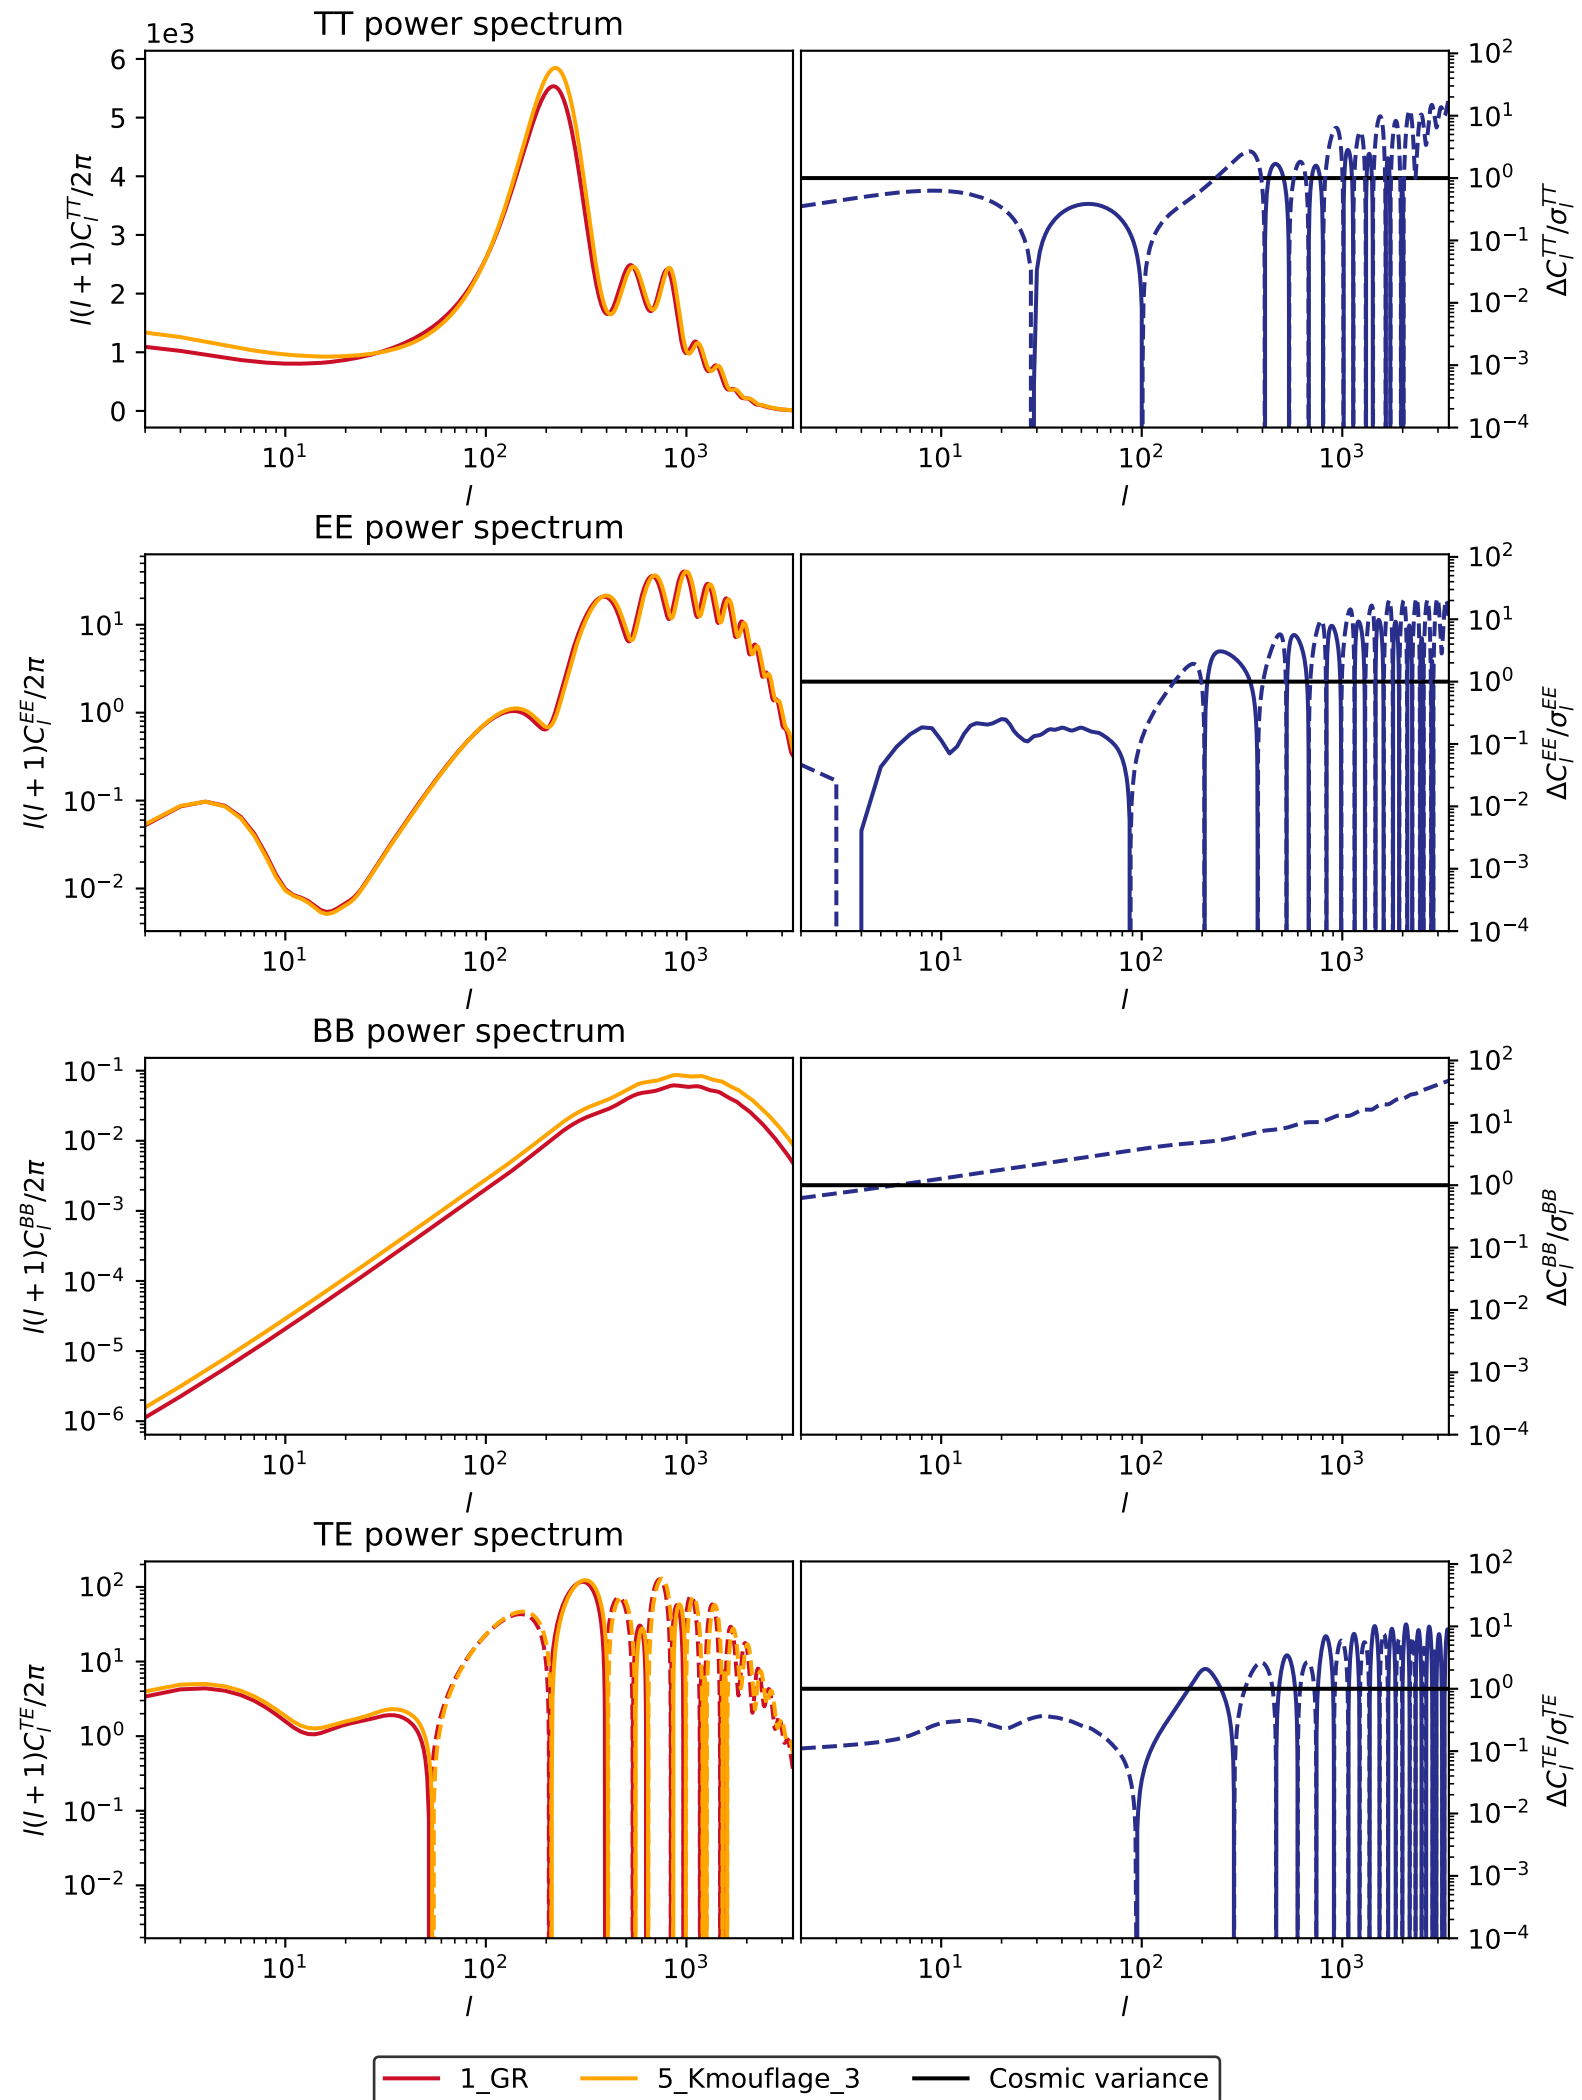 TT power spectrum
1e3
6
5
4
3
2
1
0
l(l + 1)C_l^{TT}/2π
10^1 10^2 10^3
l
10^2
10^1
10^0
10^{-1}
10^{-2}
10^{-3}
10^{-4}
ΔC_l^{TT}/σ_l^{TT}
10^1 10^2 10^3
l
EE power spectrum
10^1
10^0
10^{-1}
10^{-2}
l(l + 1)C_l^{EE}/2π
10^1 10^2 10^3
l
10^2
10^1
10^0
10^{-1}
10^{-2}
10^{-3}
10^{-4}
ΔC_l^{EE}/σ_l^{EE}
10^1 10^2 10^3
l
BB power spectrum
10^{-1}
10^{-2}
10^{-3}
10^{-4}
10^{-5}
10^{-6}
l(l + 1)C_l^{BB}/2π
10^1 10^2 10^3
l
10^2
10^1
10^0
10^{-1}
10^{-2}
10^{-3}
10^{-4}
ΔC_l^{BB}/σ_l^{BB}
10^1 10^2 10^3
l
TE power spectrum
10^2
10^1
10^0
10^{-1}
10^{-2}
l(l + 1)C_l^{TE}/2π
10^1 10^2 10^3
l
10^2
10^1
10^0
10^{-1}
10^{-2}
10^{-3}
10^{-4}
ΔC_l^{TE}/σ_l^{TE}
10^1 10^2 10^3
l
1_GR 5_Kmouflage_3 Cosmic variance